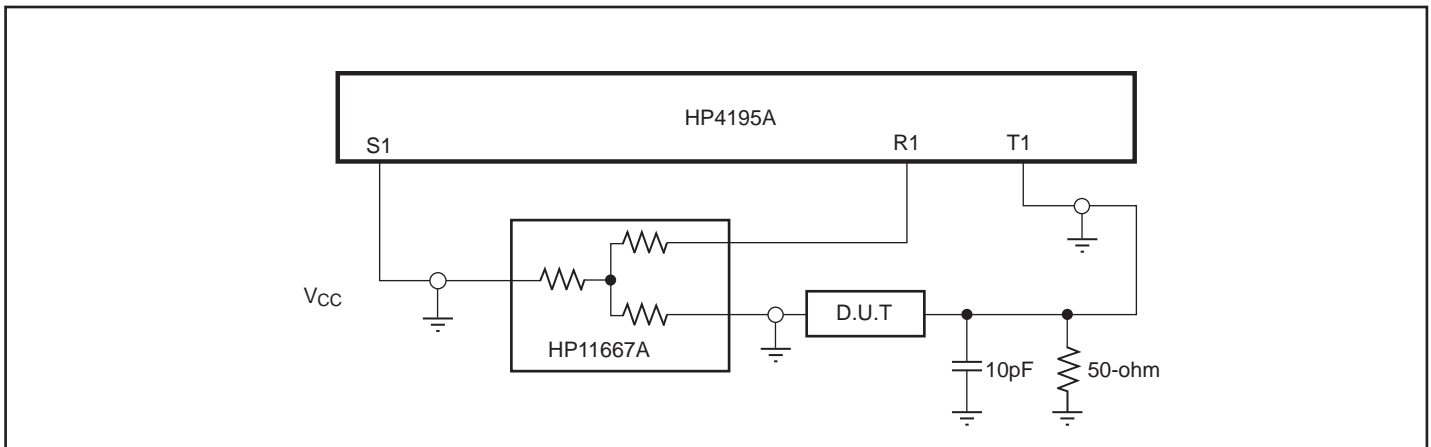 HP4195A
S1
R1
T1
VCC
HP11667A
D.U.T
10pF
50-ohm